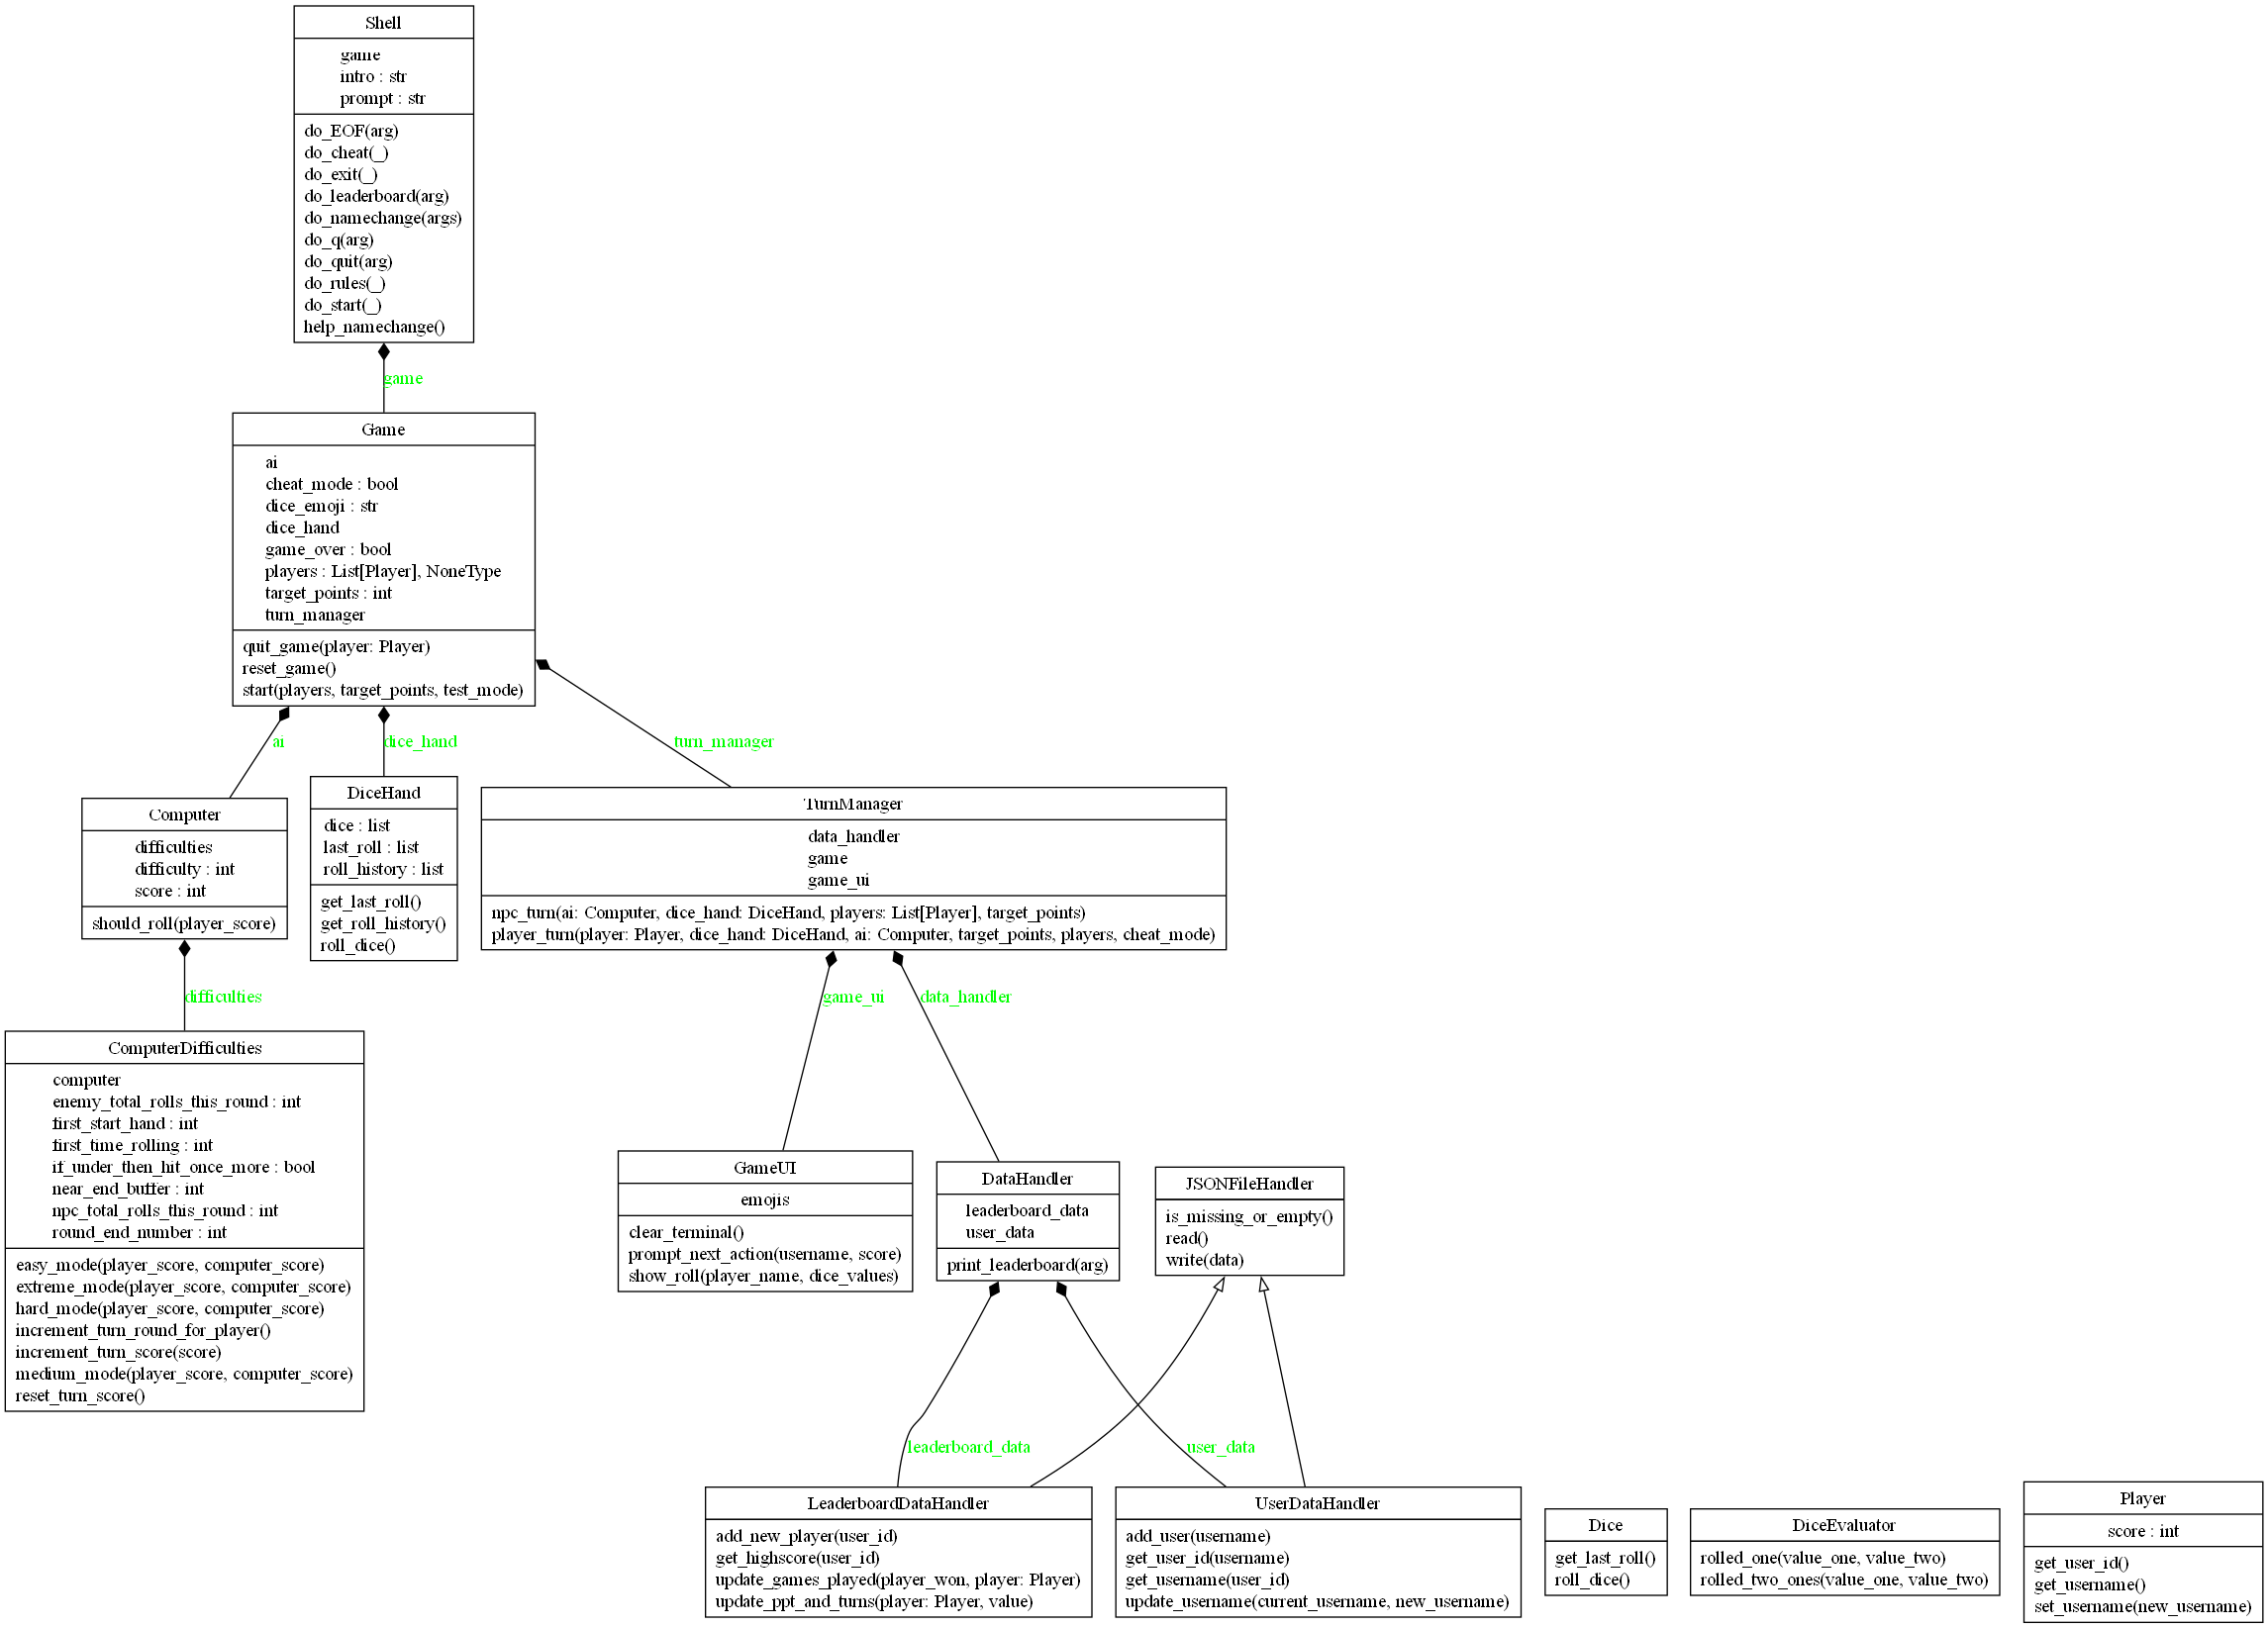 Shell
game
intro : str
prompt : str
do_EOF(arg)
do_cheat(_)
do_exit(_)
do_leaderboard(arg)
do_namechange(args)
do_q(arg)
do_quit(arg)
do_rules(_)
do_start(_)
help_namechange()
game
Game
ai
cheat_mode : bool
dice_emoji : str
dice_hand
game_over : bool
players : List[Player], NoneType
target_points : int
turn_manager
quit_game(player: Player)
reset_game()
start(players, target_points, test_mode)
ai
dice_hand
turn_manager
Computer
difficulties
difficulty : int
score : int
should_roll(player_score)
DiceHand
dice : list
last_roll : list
roll_history : list
get_last_roll()
get_roll_history()
roll_dice()
TurnManager
data_handler
game
game_ui
npc_turn(ai: Computer, dice_hand: DiceHand, players: List[Player], target_points)
player_turn(player: Player, dice_hand: DiceHand, ai: Computer, target_points, players, cheat_mode)
difficulties
game_ui
data_handler
ComputerDifficulties
computer
enemy_total_rolls_this_round : int
first_start_hand : int
first_time_rolling : int
if_under_then_hit_once_more : bool
near_end_buffer : int
npc_total_rolls_this_round : int
round_end_number : int
easy_mode(player_score, computer_score)
extreme_mode(player_score, computer_score)
hard_mode(player_score, computer_score)
increment_turn_round_for_player()
increment_turn_score(score)
medium_mode(player_score, computer_score)
reset_turn_score()
GameUI
emojis
clear_terminal()
prompt_next_action(username, score)
show_roll(player_name, dice_values)
DataHandler
leaderboard_data
user_data
print_leaderboard(arg)
JSONFileHandler
is_missing_or_empty()
read()
write(data)
leaderboard_data
user_data
LeaderboardDataHandler
add_new_player(user_id)
get_highscore(user_id)
update_games_played(player_won, player: Player)
update_ppt_and_turns(player: Player, value)
UserDataHandler
add_user(username)
get_user_id(username)
get_username(user_id)
update_username(current_username, new_username)
Dice
get_last_roll()
roll_dice()
DiceEvaluator
rolled_one(value_one, value_two)
rolled_two_ones(value_one, value_two)
Player
score : int
get_user_id()
get_username()
set_username(new_username)